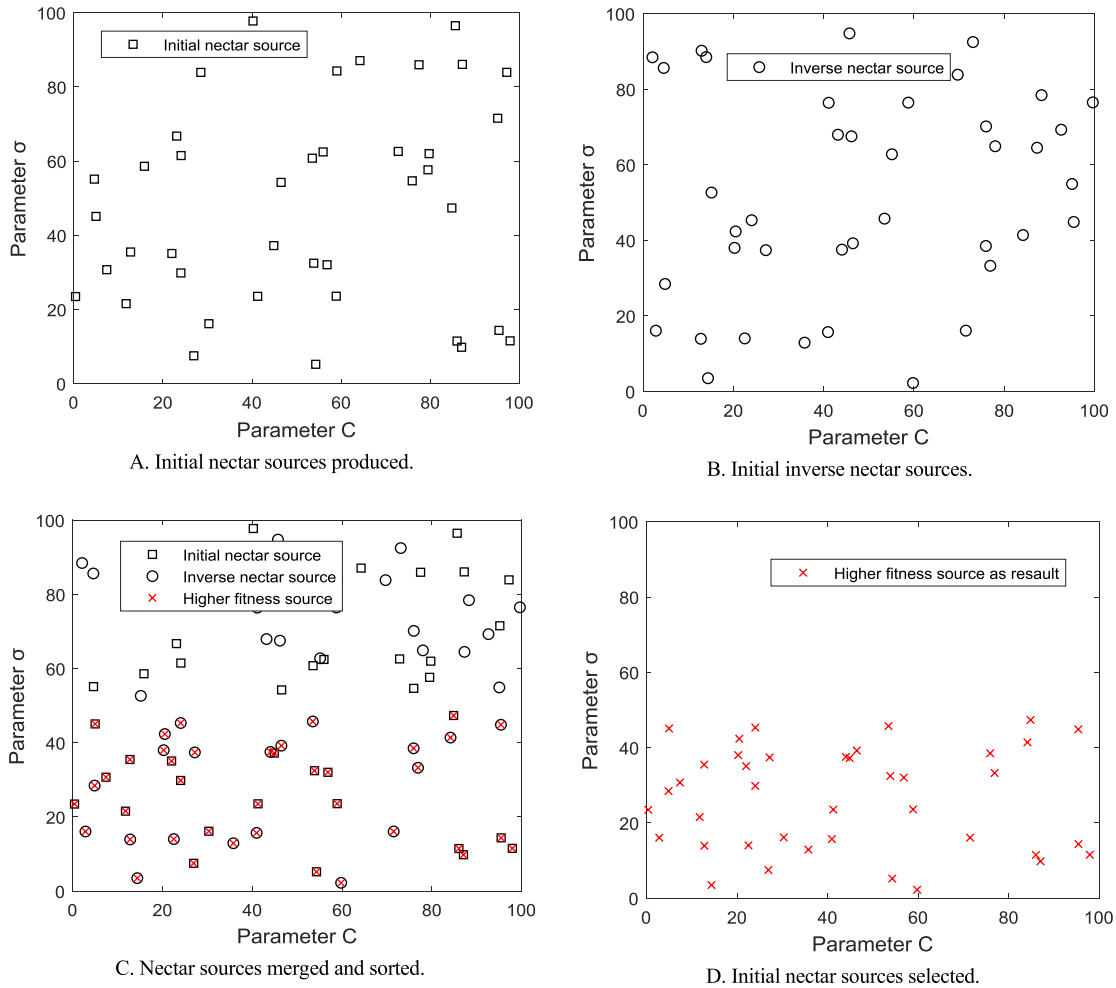 100
80
60
40
20
0
Parameter σ
Initial nectar source
0 20 40 60 80 100
Parameter C
A. Initial nectar sources produced.
100
80
60
40
20
0
Parameter σ
Inverse nectar source
0 20 40 60 80 100
Parameter C
B. Initial inverse nectar sources.
100
80
60
40
20
0
Parameter σ
Initial nectar source
Inverse nectar source
Higher fitness source
0 20 40 60 80 100
Parameter C
C. Nectar sources merged and sorted.
100
80
60
40
20
0
Parameter σ
Higher fitness source as resault
0 20 40 60 80 100
Parameter C
D. Initial nectar sources selected.